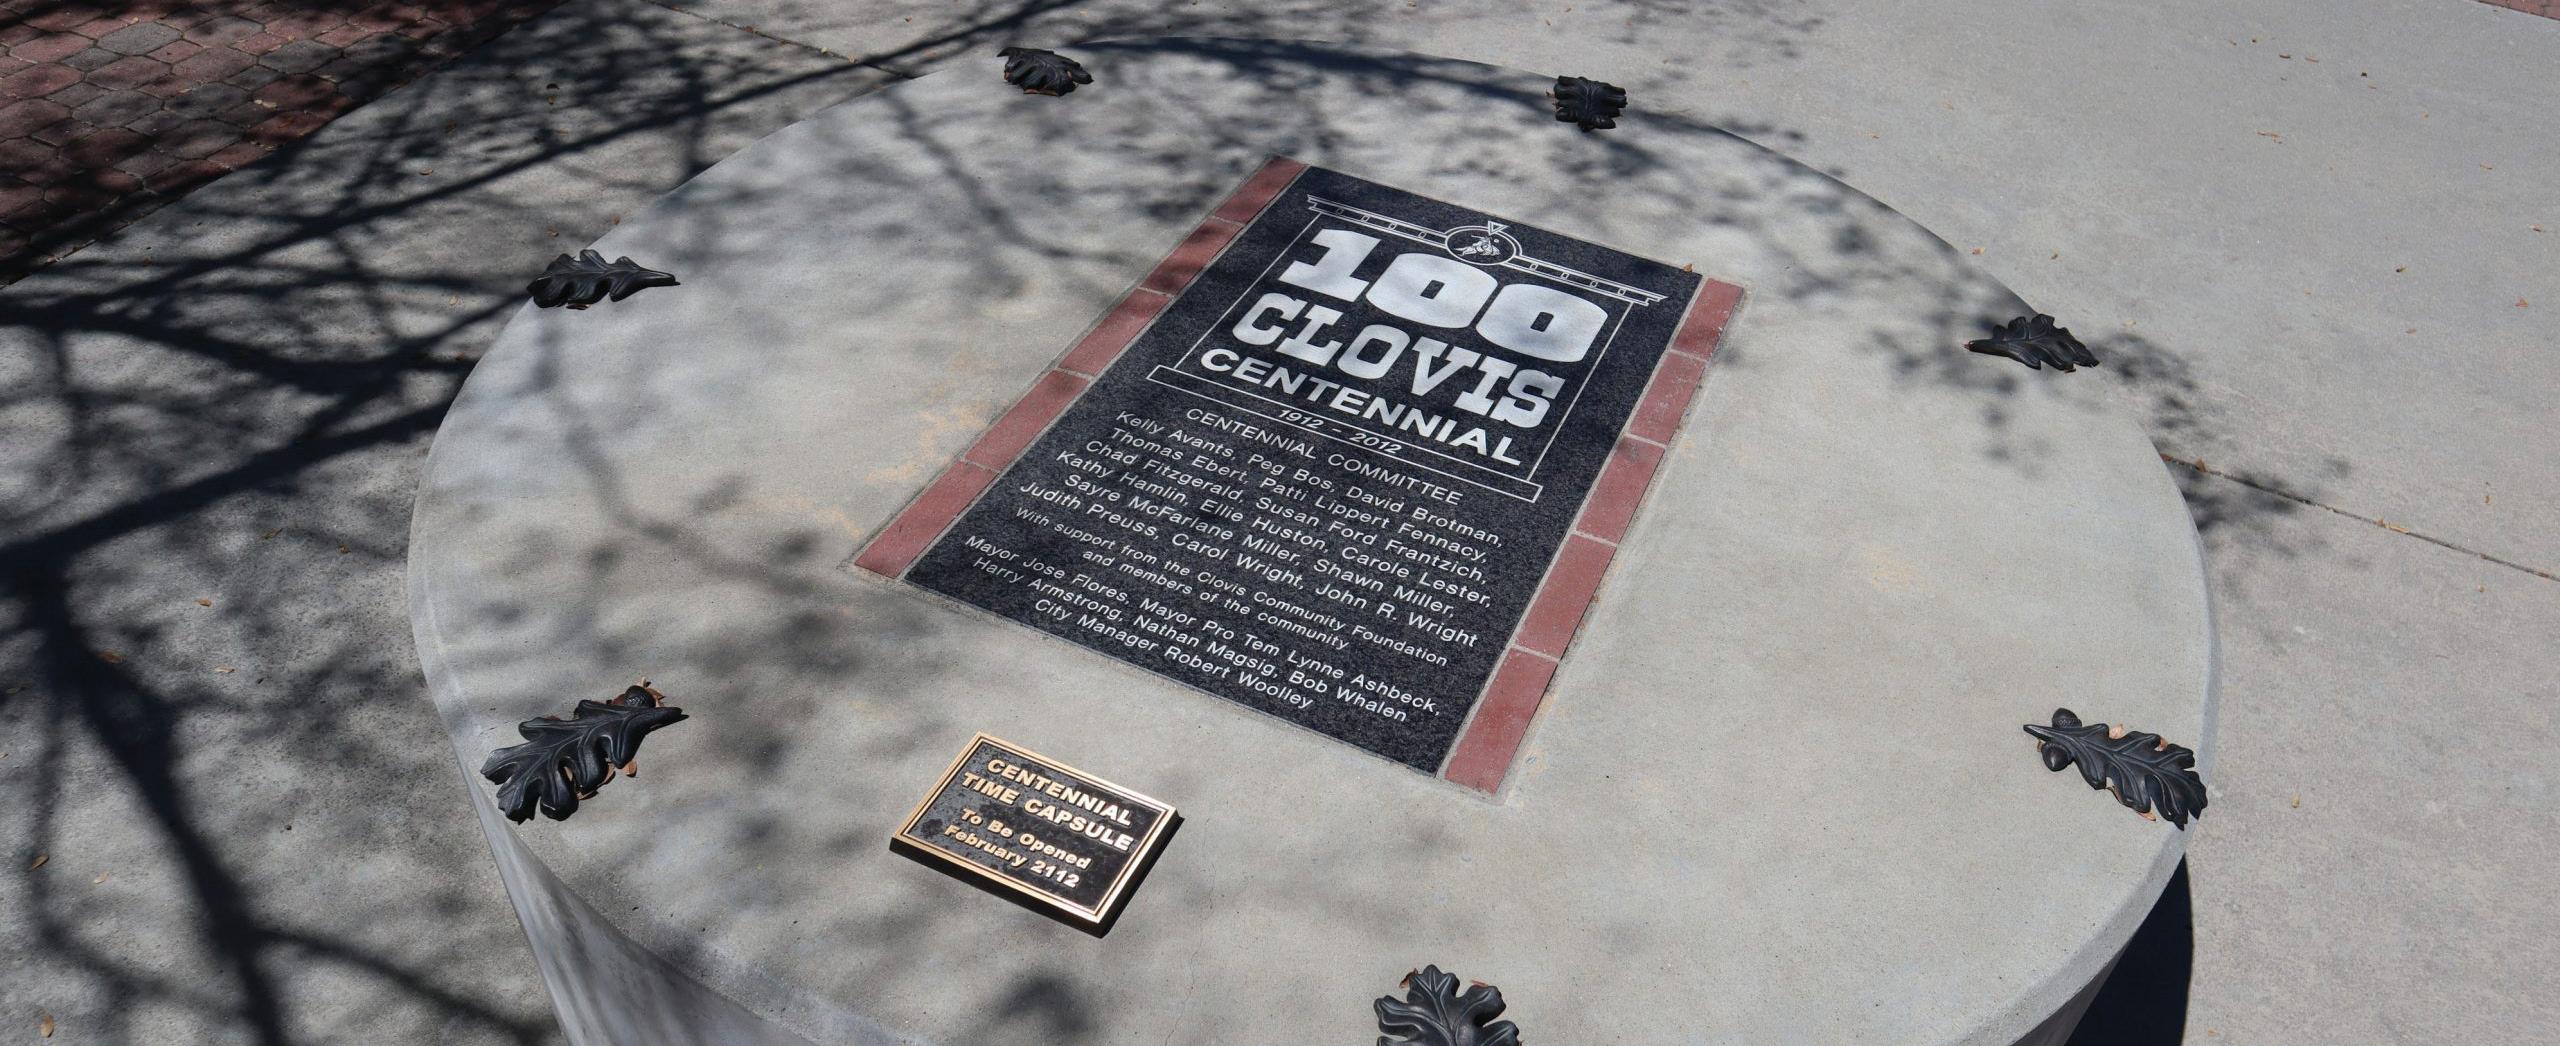 100
CLOVIS
CENTENNIAL
1912 - 2012
CENTENNIAL COMMITTEE
Kelly Avants, Peg Bos, David Brotman,
Thomas Ebert, Patti Lippert Fennacy,
Chad Fitzgerald, Susan Ford Frantzich,
Kathy Hamlin, Ellie Huston, Carole Lester,
Sayre McFarlane Miller, Shawn Miller,
Judith Preuss, Carol Wright, John R. Wright
With support from the Clovis Community Foundation
and members of the community
Mayor Jose Flores, Mayor Pro Tem Lynne Ashbeck,
Harry Armstrong, Nathan Magsig, Bob Whalen
City Manager Robert Woolley
CENTENNIAL
TIME CAPSULE
To Be Opened
February 2112